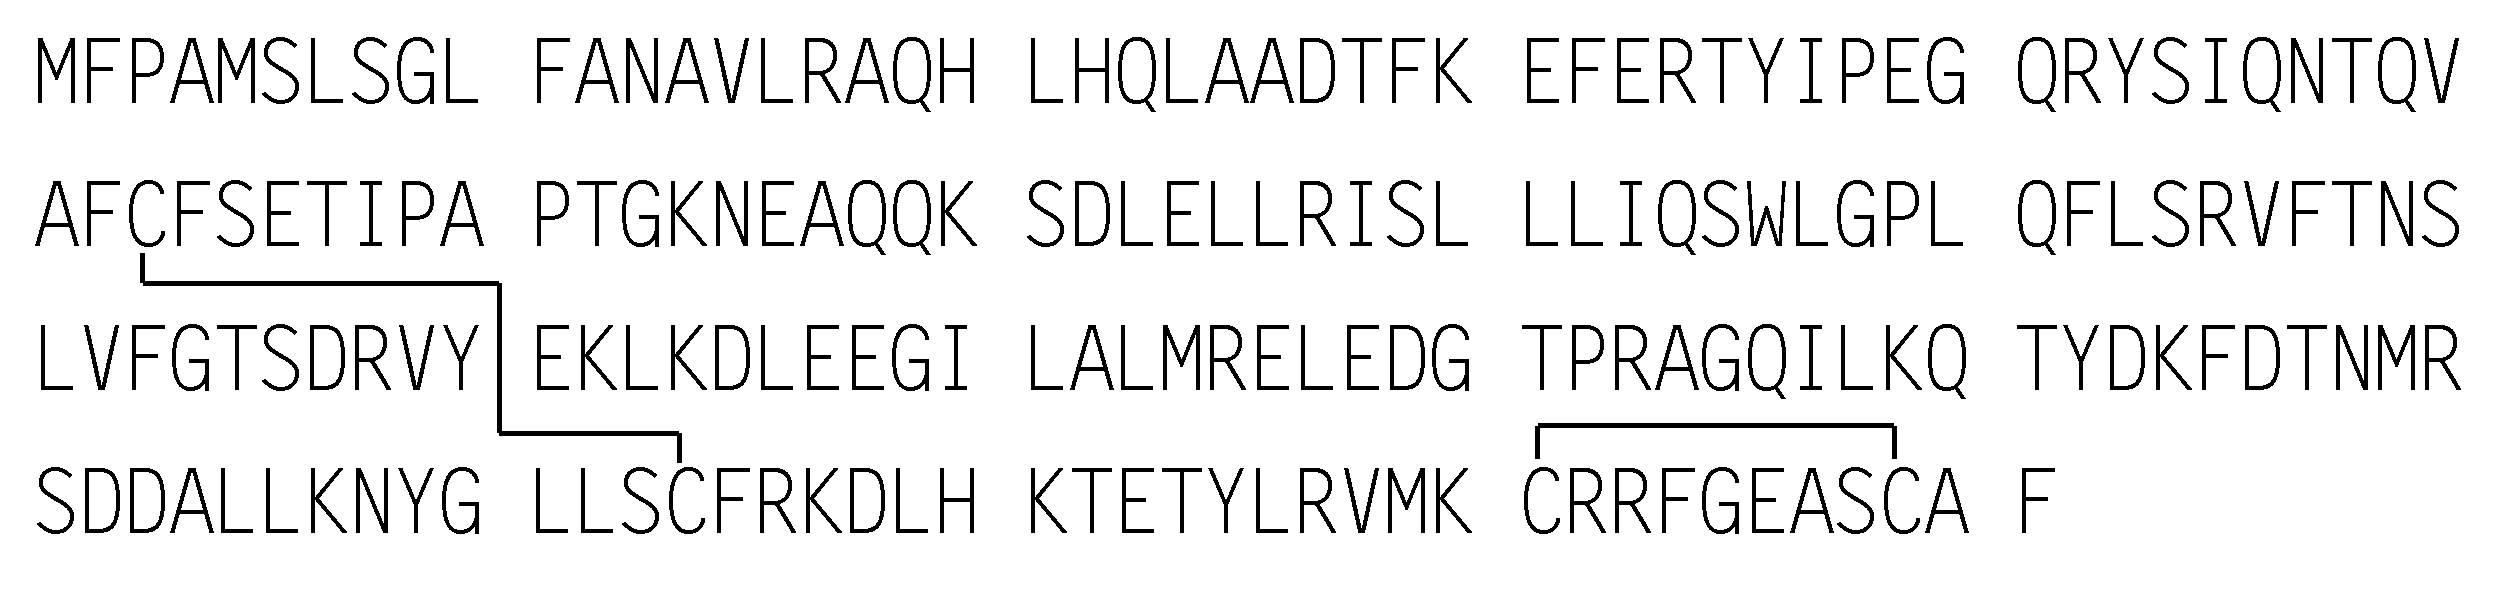 MFPAMSLSGL FANAVLRAQH LHQLAADTFK EFERTYIPEG QRYSIQNTQV
AFCFSETIPA PTGKNEAQQK SDLELLRISL LLIQSWLGPL QFLSRVFTNS
LVFGTSDRVY EKLKDLEEGI LALMRELEDG TPRAGQILKQ TYDKFDTNMR
SDDALLKNYG LLSCFRKDLH KTETYLRVMK CRRFGEASCA F